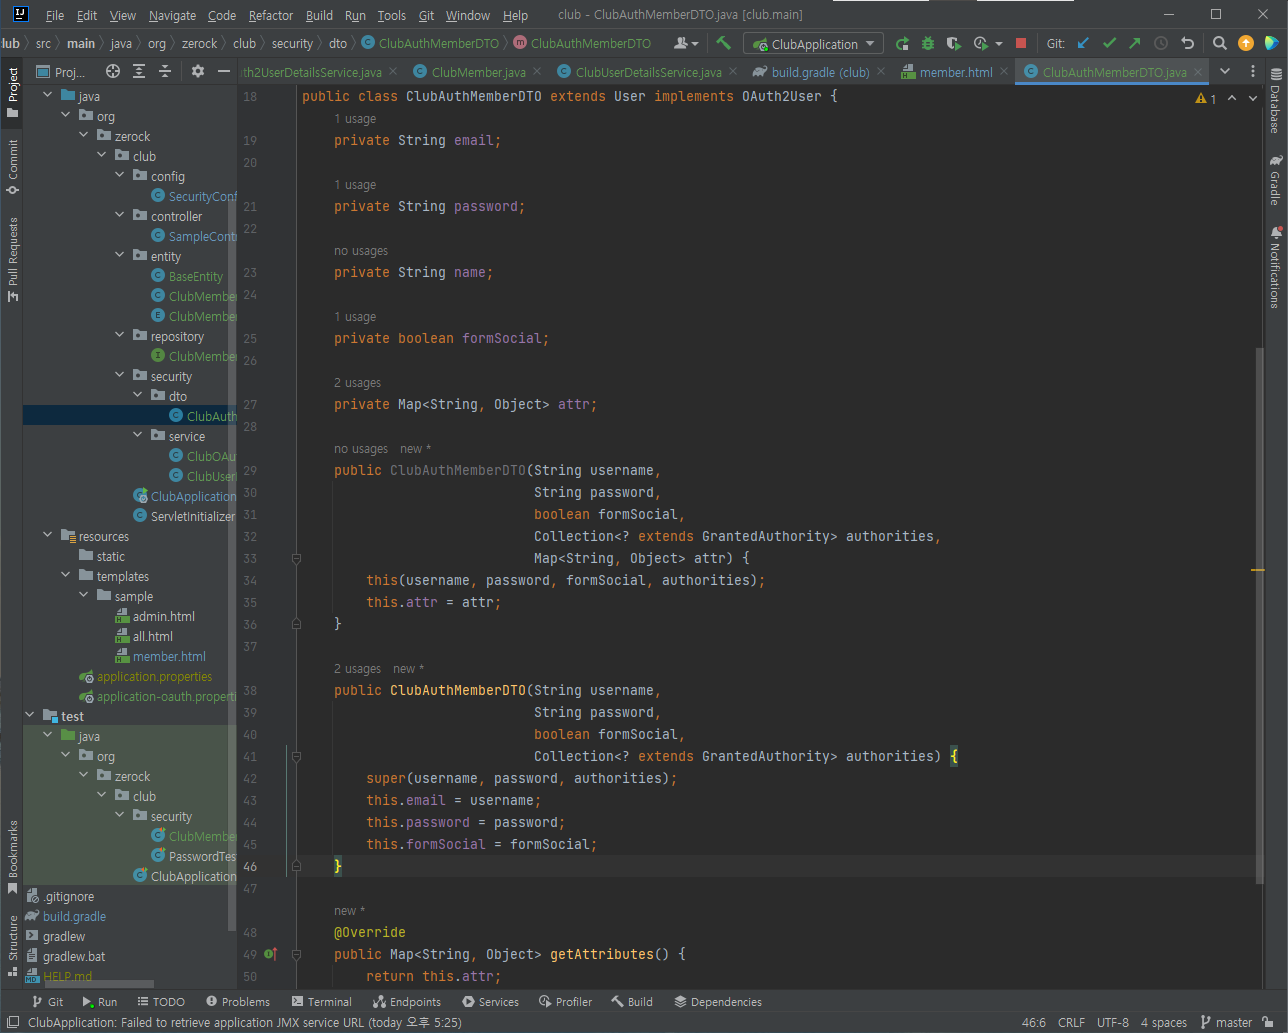 File Edit View Navigate Code Refactor Build Run Tools Git Window Help club - ClubAuthMemberDTO.java [club.main]
lub src main java org zerock club security dto ClubAuthMemberDTO ClubAuthMemberDTO ClubApplication Git:
Proj... th2UserDetailsService.java ClubMember.java ClubUserDetailsService.java build.gradle (club) member.html ClubAuthMemberDTO.java
Project
Commit
Pull Requests
Bookmarks
Structure
java
org
zerock
club
config
SecurityConf
controller
SampleContr
entity
BaseEntity
ClubMember
ClubMember
repository
ClubMember
security
dto
ClubAuth
service
ClubOAu
ClubUserI
ClubApplication
ServletInitializer
resources
static
templates
sample
admin.html
all.html
member.html
application.properties
application-oauth.properti
test
java
org
zerock
club
security
ClubMember
PasswordTes
ClubApplication
.gitignore
build.gradle
gradlew
gradlew.bat
HELP.md
18 public class ClubAuthMemberDTO extends User implements OAuth2User {
1
1 usage
19 private String email;
20
1 usage
21 private String password;
22
no usages
23 private String name;
24
1 usage
25 private boolean formSocial;
26
2 usages
27 private Map<String, Object> attr;
28
no usages new *
29 public ClubAuthMemberDTO(String username,
30 String password,
31 boolean formSocial,
32 Collection<? extends GrantedAuthority> authorities,
33 Map<String, Object> attr) {
34 this(username, password, formSocial, authorities);
35 this.attr = attr;
36 }
37
2 usages new *
38 public ClubAuthMemberDTO(String username,
39 String password,
40 boolean formSocial,
41 Collection<? extends GrantedAuthority> authorities) {
42 super(username, password, authorities);
43 this.email = username;
44 this.password = password;
45 this.formSocial = formSocial;
46 }
47
new *
48 @Override
49 public Map<String, Object> getAttributes() {
50 return this.attr;
Database
Gradle
Notifications
Git Run TODO Problems Terminal Endpoints Services Profiler Build Dependencies
ClubApplication: Failed to retrieve application JMX service URL (today 오후 5:25) 46:6 CRLF UTF-8 4 spaces master